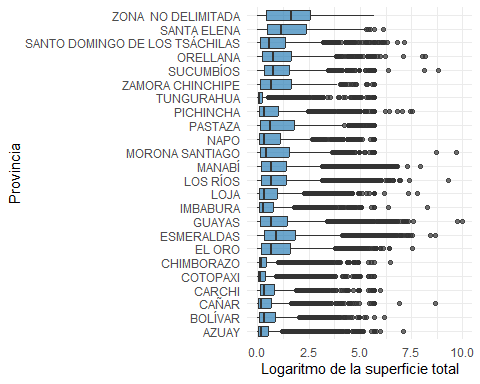 Provincia
ZONA NO DELIMITADA
SANTA ELENA
SANTO DOMINGO DE LOS TSÁCHILAS
ORELLANA
SUCUMBÍOS
ZAMORA CHINCHIPE
TUNGURAHUA
PICHINCHA
PASTAZA
NAPO
MORONA SANTIAGO
MANABÍ
LOS RÍOS
LOJA
IMBABURA
GUAYAS
ESMERALDAS
EL ORO
CHIMBORAZO
COTOPAXI
CARCHI
CAÑAR
BOLÍVAR
AZUAY
0.0 2.5 5.0 7.5 10.0
Logaritmo de la superficie total